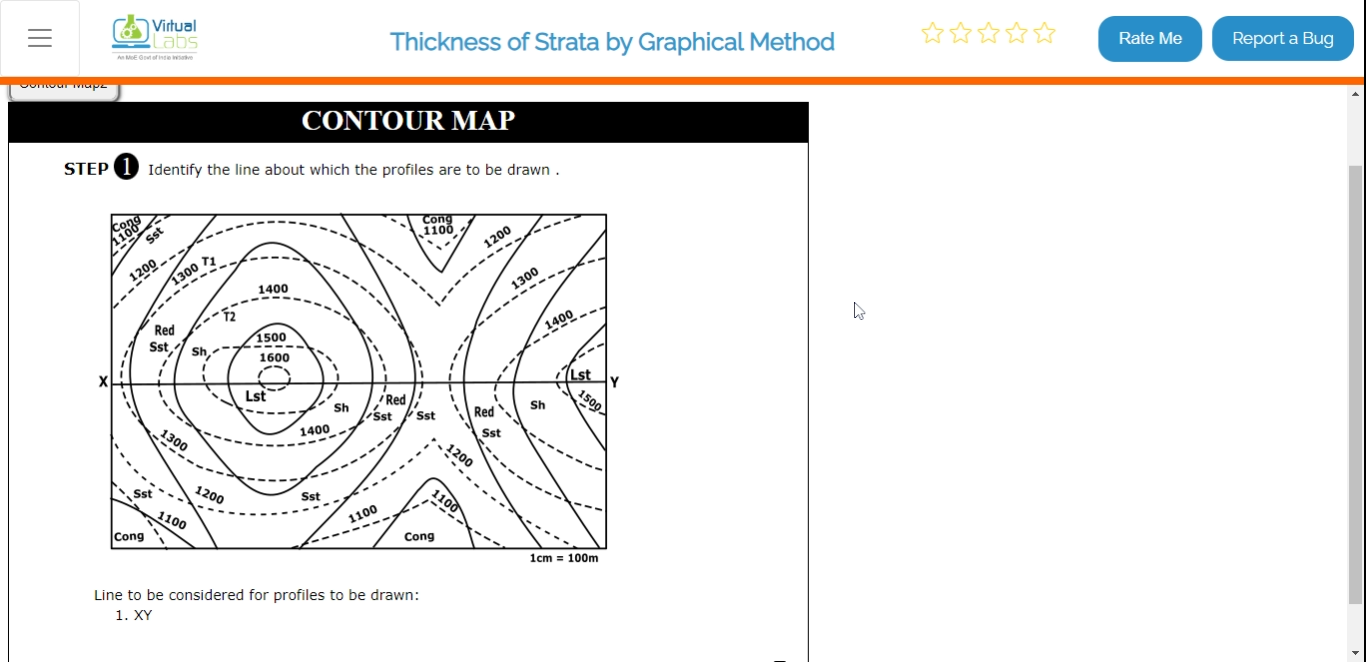 Virtual
Labs
An MoE Govt of India Initiative
Thickness of Strata by Graphical Method
Rate Me
Report a Bug
Contour Map2
CONTOUR MAP
STEP 1 Identify the line about which the profiles are to be drawn .
Cong
1100
Sst
Cong
1100
1200
1200
1300
T1
1300
1400
T2
1400
Red
Sst
Sh
1500
1600
X
Lst
Y
Lst
1500
Sh
Red
Sst
Sst
Red
Sst
Sh
1400
1300
1200
Sst
1200
Sst
1100
1100
1100
Cong
Cong
1cm = 100m
Line to be considered for profiles to be drawn:
1. XY